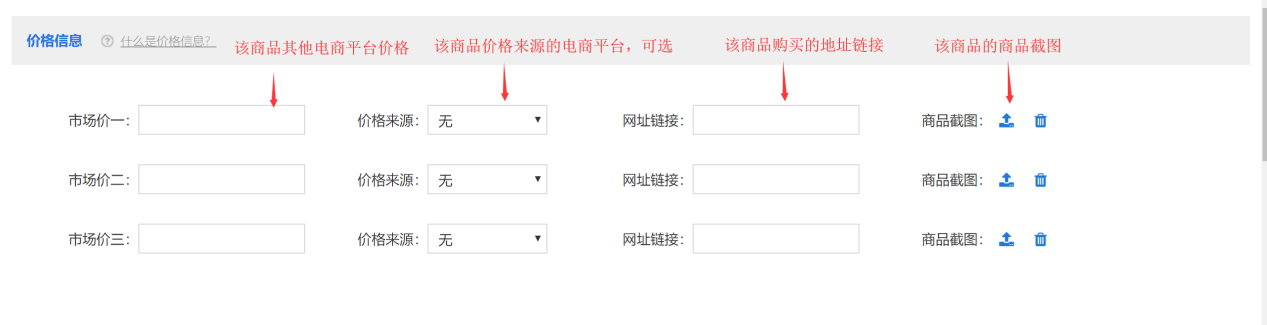 价格信息 什么是价格信息? 该商品其他电商平台价格 该商品价格来源的电商平台，可选 该商品购买的地址链接 该商品的商品截图
市场价一: 价格来源: 无 网址链接: 商品截图:
市场价二: 价格来源: 无 网址链接: 商品截图:
市场价三: 价格来源: 无 网址链接: 商品截图: